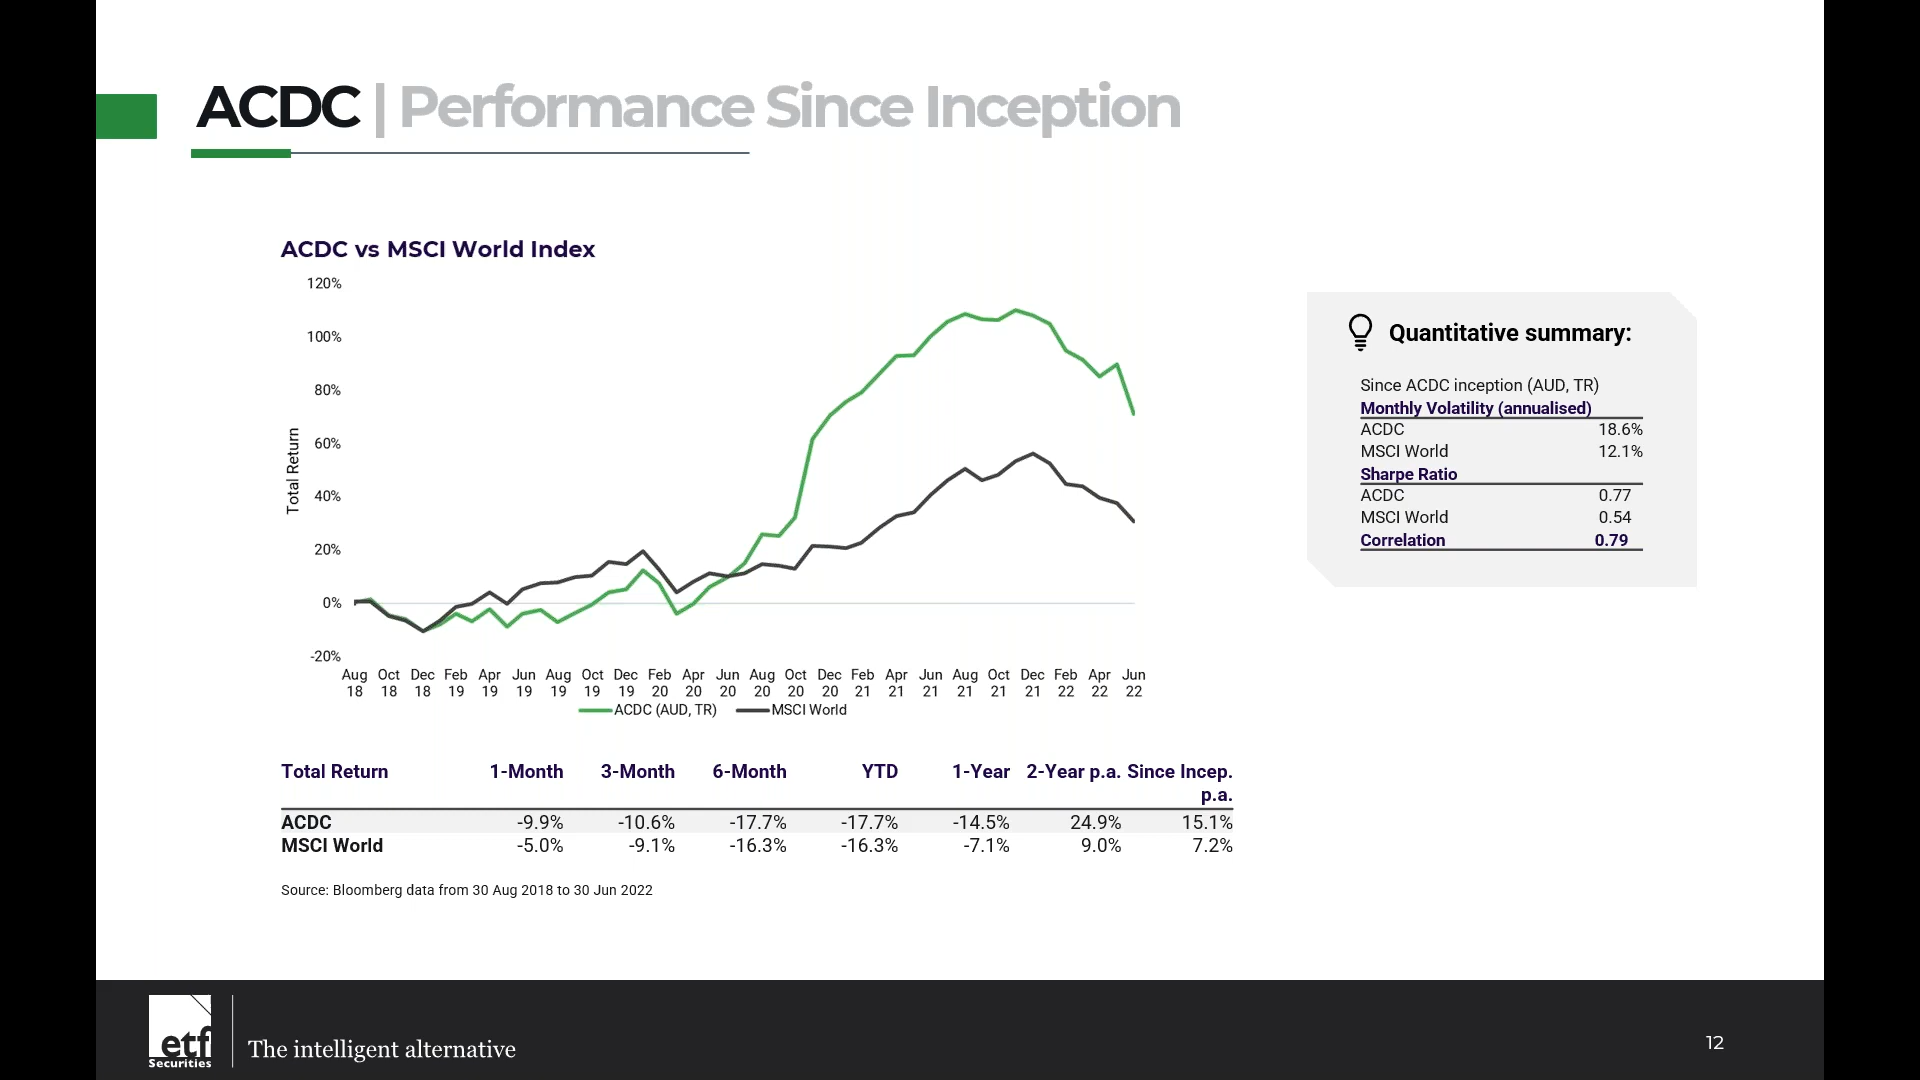 ACDC | Performance Since Inception
ACDC vs MSCI World Index
120%
100%
80%
60%
40%
20%
0%
-20%
Total Return
Aug Oct Dec Feb Apr Jun Aug Oct Dec Feb Apr Jun Aug Oct Dec Feb Apr Jun Aug Oct Dec Feb Apr Jun
18 18 18 19 19 19 19 19 19 20 20 20 20 20 20 21 21 21 21 21 21 22 22 22
ACDC (AUD, TR) MSCI World
Quantitative summary:
Since ACDC inception (AUD, TR)
Monthly Volatility (annualised)
ACDC 18.6%
MSCI World 12.1%
Sharpe Ratio
ACDC 0.77
MSCI World 0.54
Correlation 0.79
Total Return 1-Month 3-Month 6-Month YTD 1-Year 2-Year p.a. Since Incep.
p.a.
ACDC -9.9% -10.6% -17.7% -17.7% -14.5% 24.9% 15.1%
MSCI World -5.0% -9.1% -16.3% -16.3% -7.1% 9.0% 7.2%
Source: Bloomberg data from 30 Aug 2018 to 30 Jun 2022
etf
Securities
The intelligent alternative
12